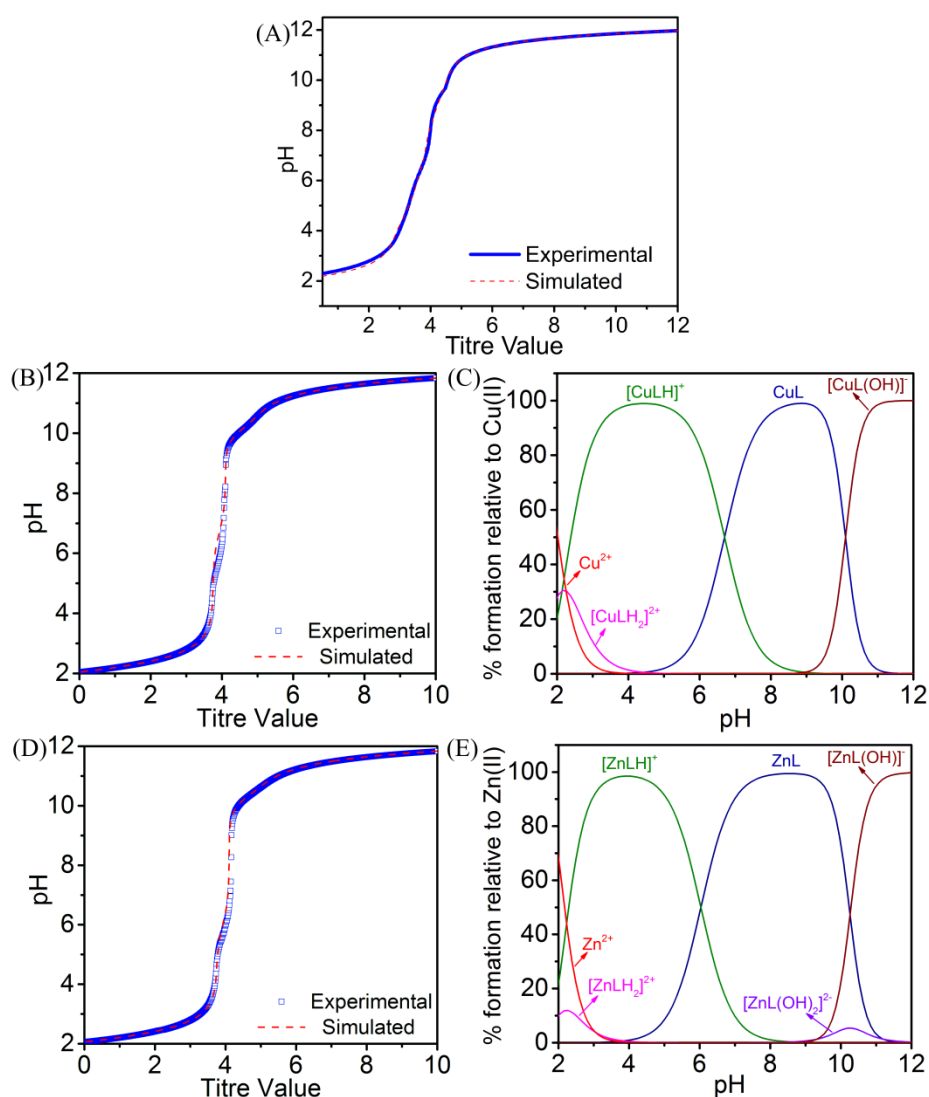 (A)
12
10
8
6
4
2
pH
Experimental
Simulated
2 4 6 8 10 12
Titre Value
(B)
12
10
8
6
4
2
pH
Experimental
Simulated
0 2 4 6 8 10
Titre Value
(C)
[CuLH]⁺
CuL
[CuL(OH)]⁻
100
80
60
40
20
0
% formation relative to Cu(II)
Cu²⁺
[CuLH₂]²⁺
2 4 6 8 10 12
pH
(D)
12
10
8
6
4
2
pH
Experimental
Simulated
0 2 4 6 8 10
Titre Value
(E)
[ZnLH]⁺
ZnL
[ZnL(OH)]⁻
100
80
60
40
20
0
% formation relative to Zn(II)
Zn²⁺
[ZnLH₂]²⁺
[ZnL(OH)₂]²⁻
2 4 6 8 10 12
pH